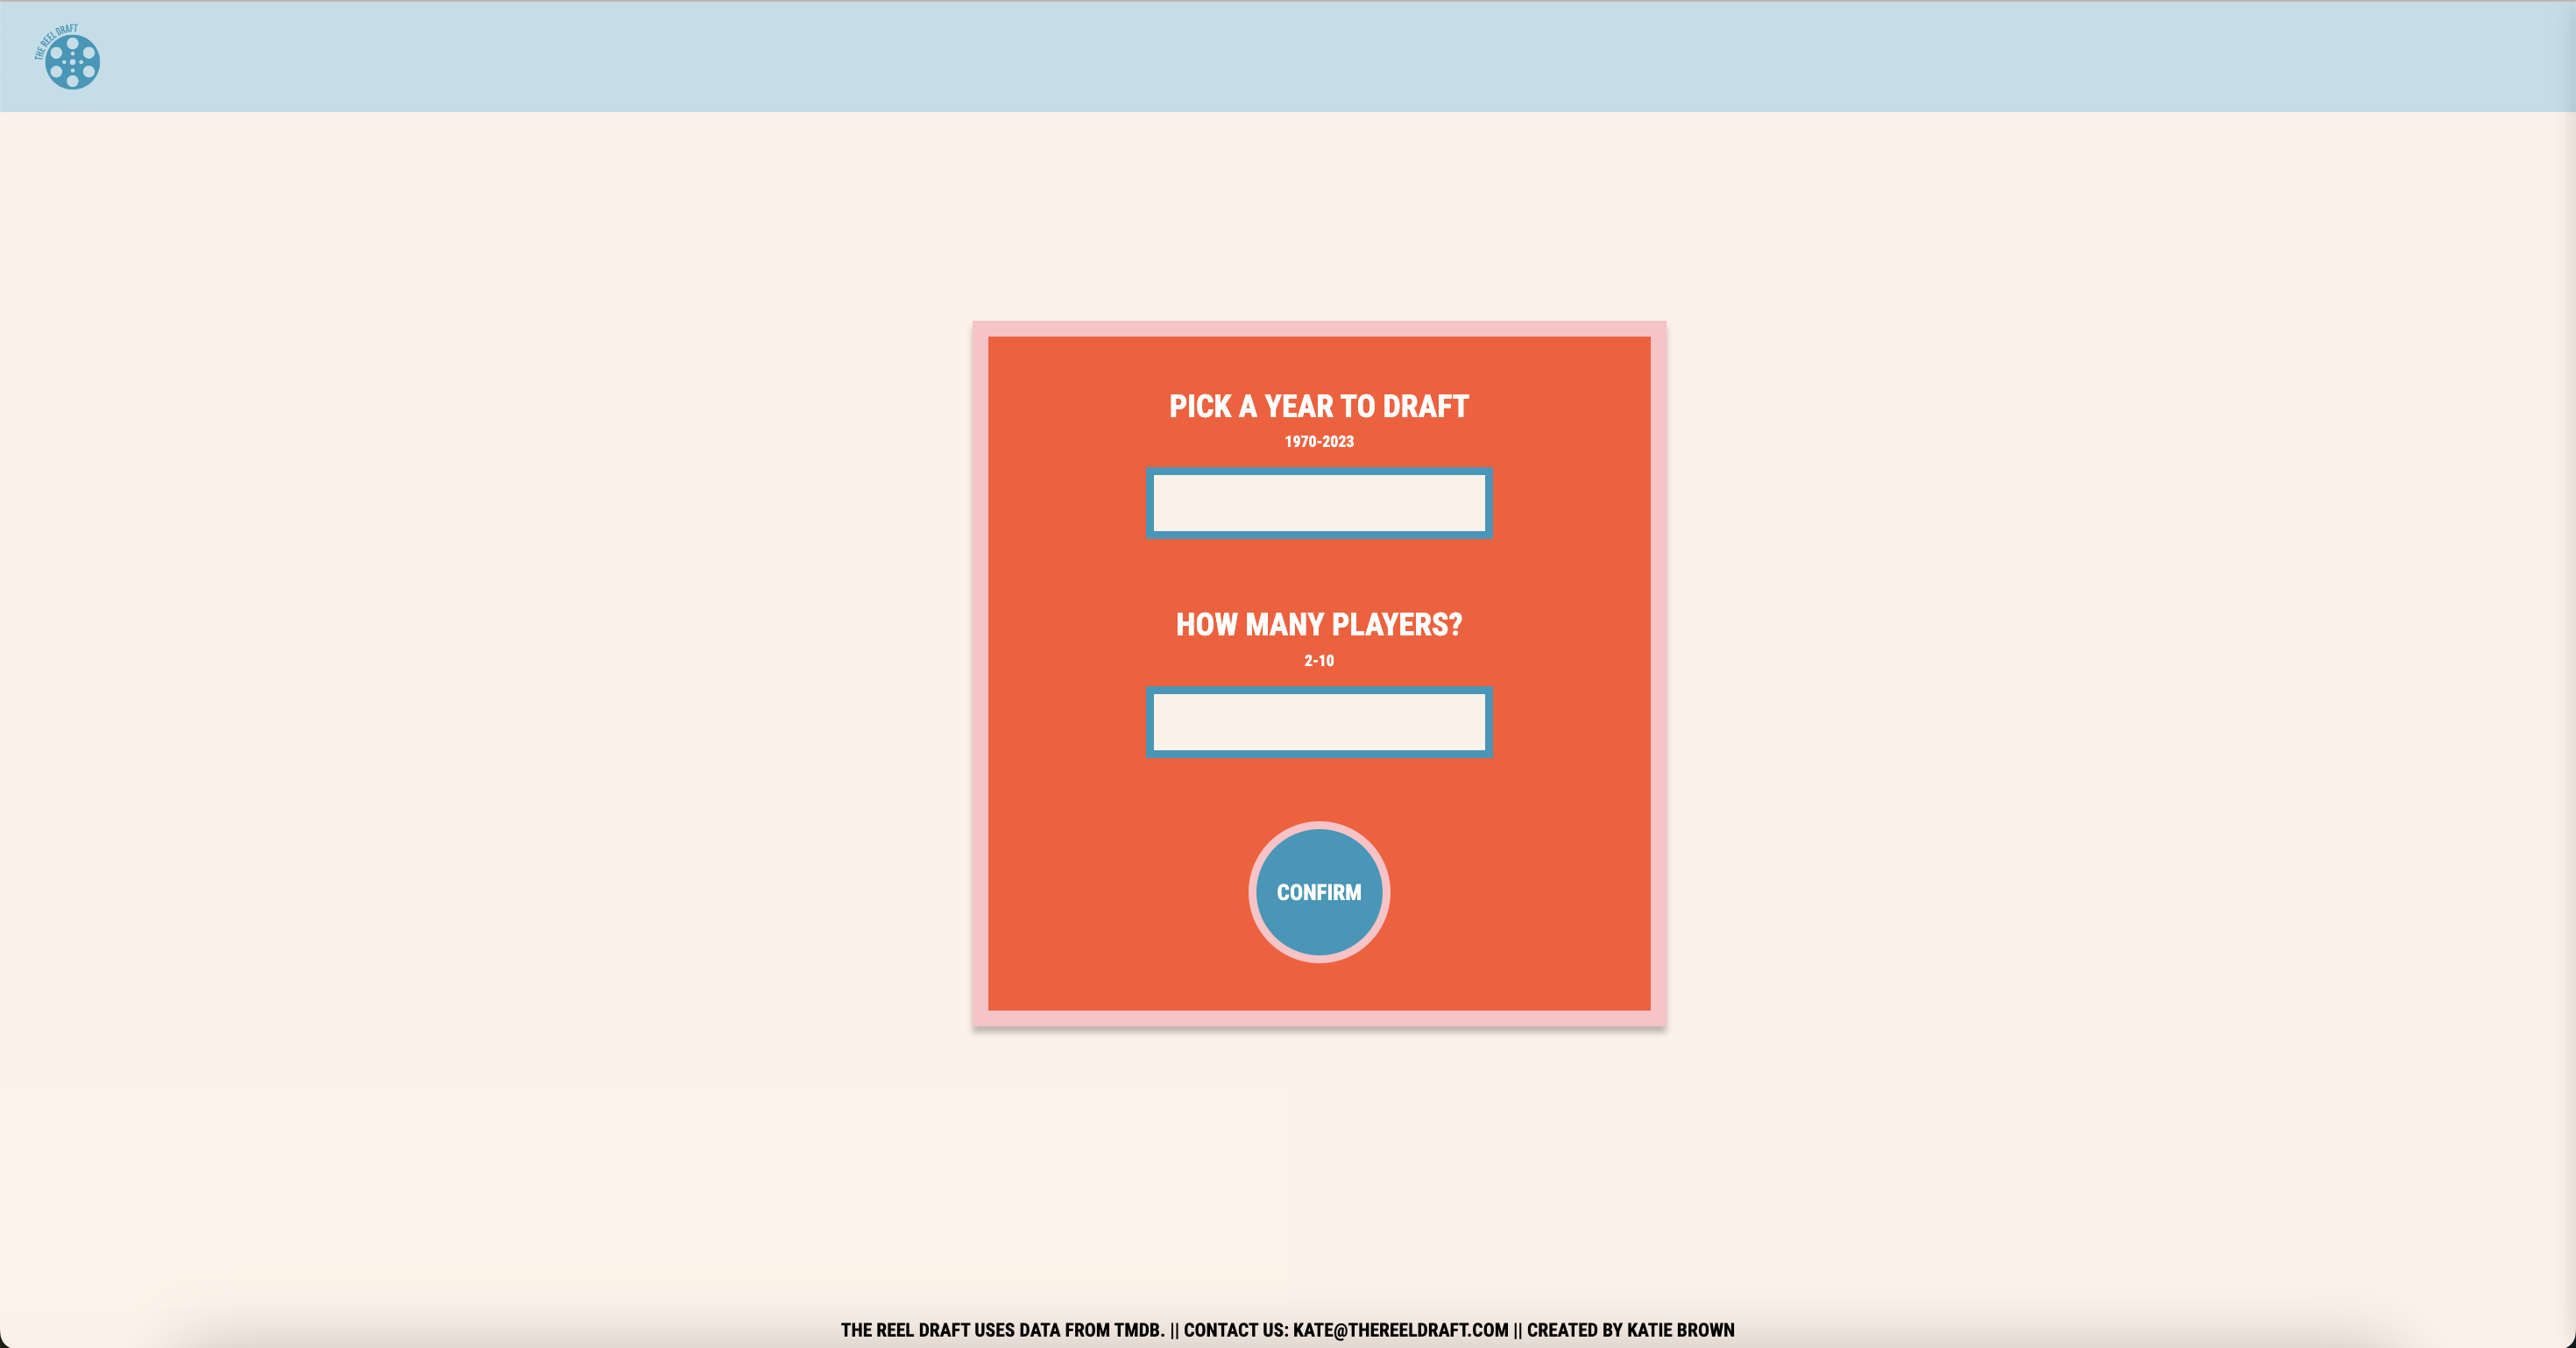 THE REEL DRAFT
PICK A YEAR TO DRAFT
1970-2023
HOW MANY PLAYERS?
2-10
CONFIRM
THE REEL DRAFT USES DATA FROM TMDB. || CONTACT US: KATE@THEREELDRAFT.COM || CREATED BY KATIE BROWN